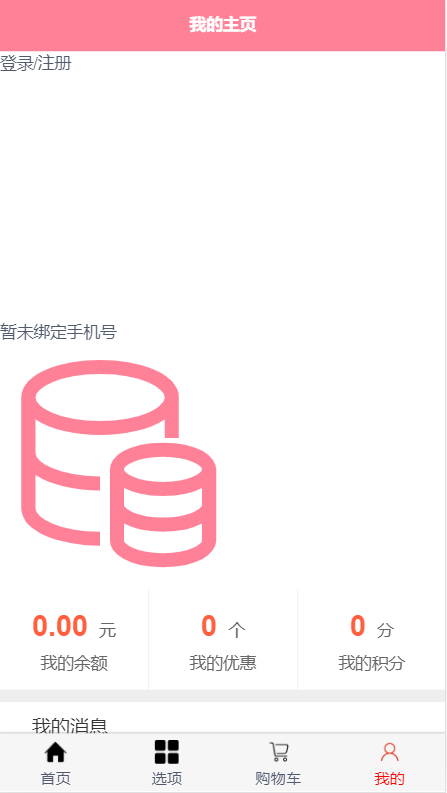 我的主页
登录/注册
暂未绑定手机号
0.00 元 0 个 0 分
我的余额 我的优惠 我的积分
我的消息
首页 选项 购物车 我的